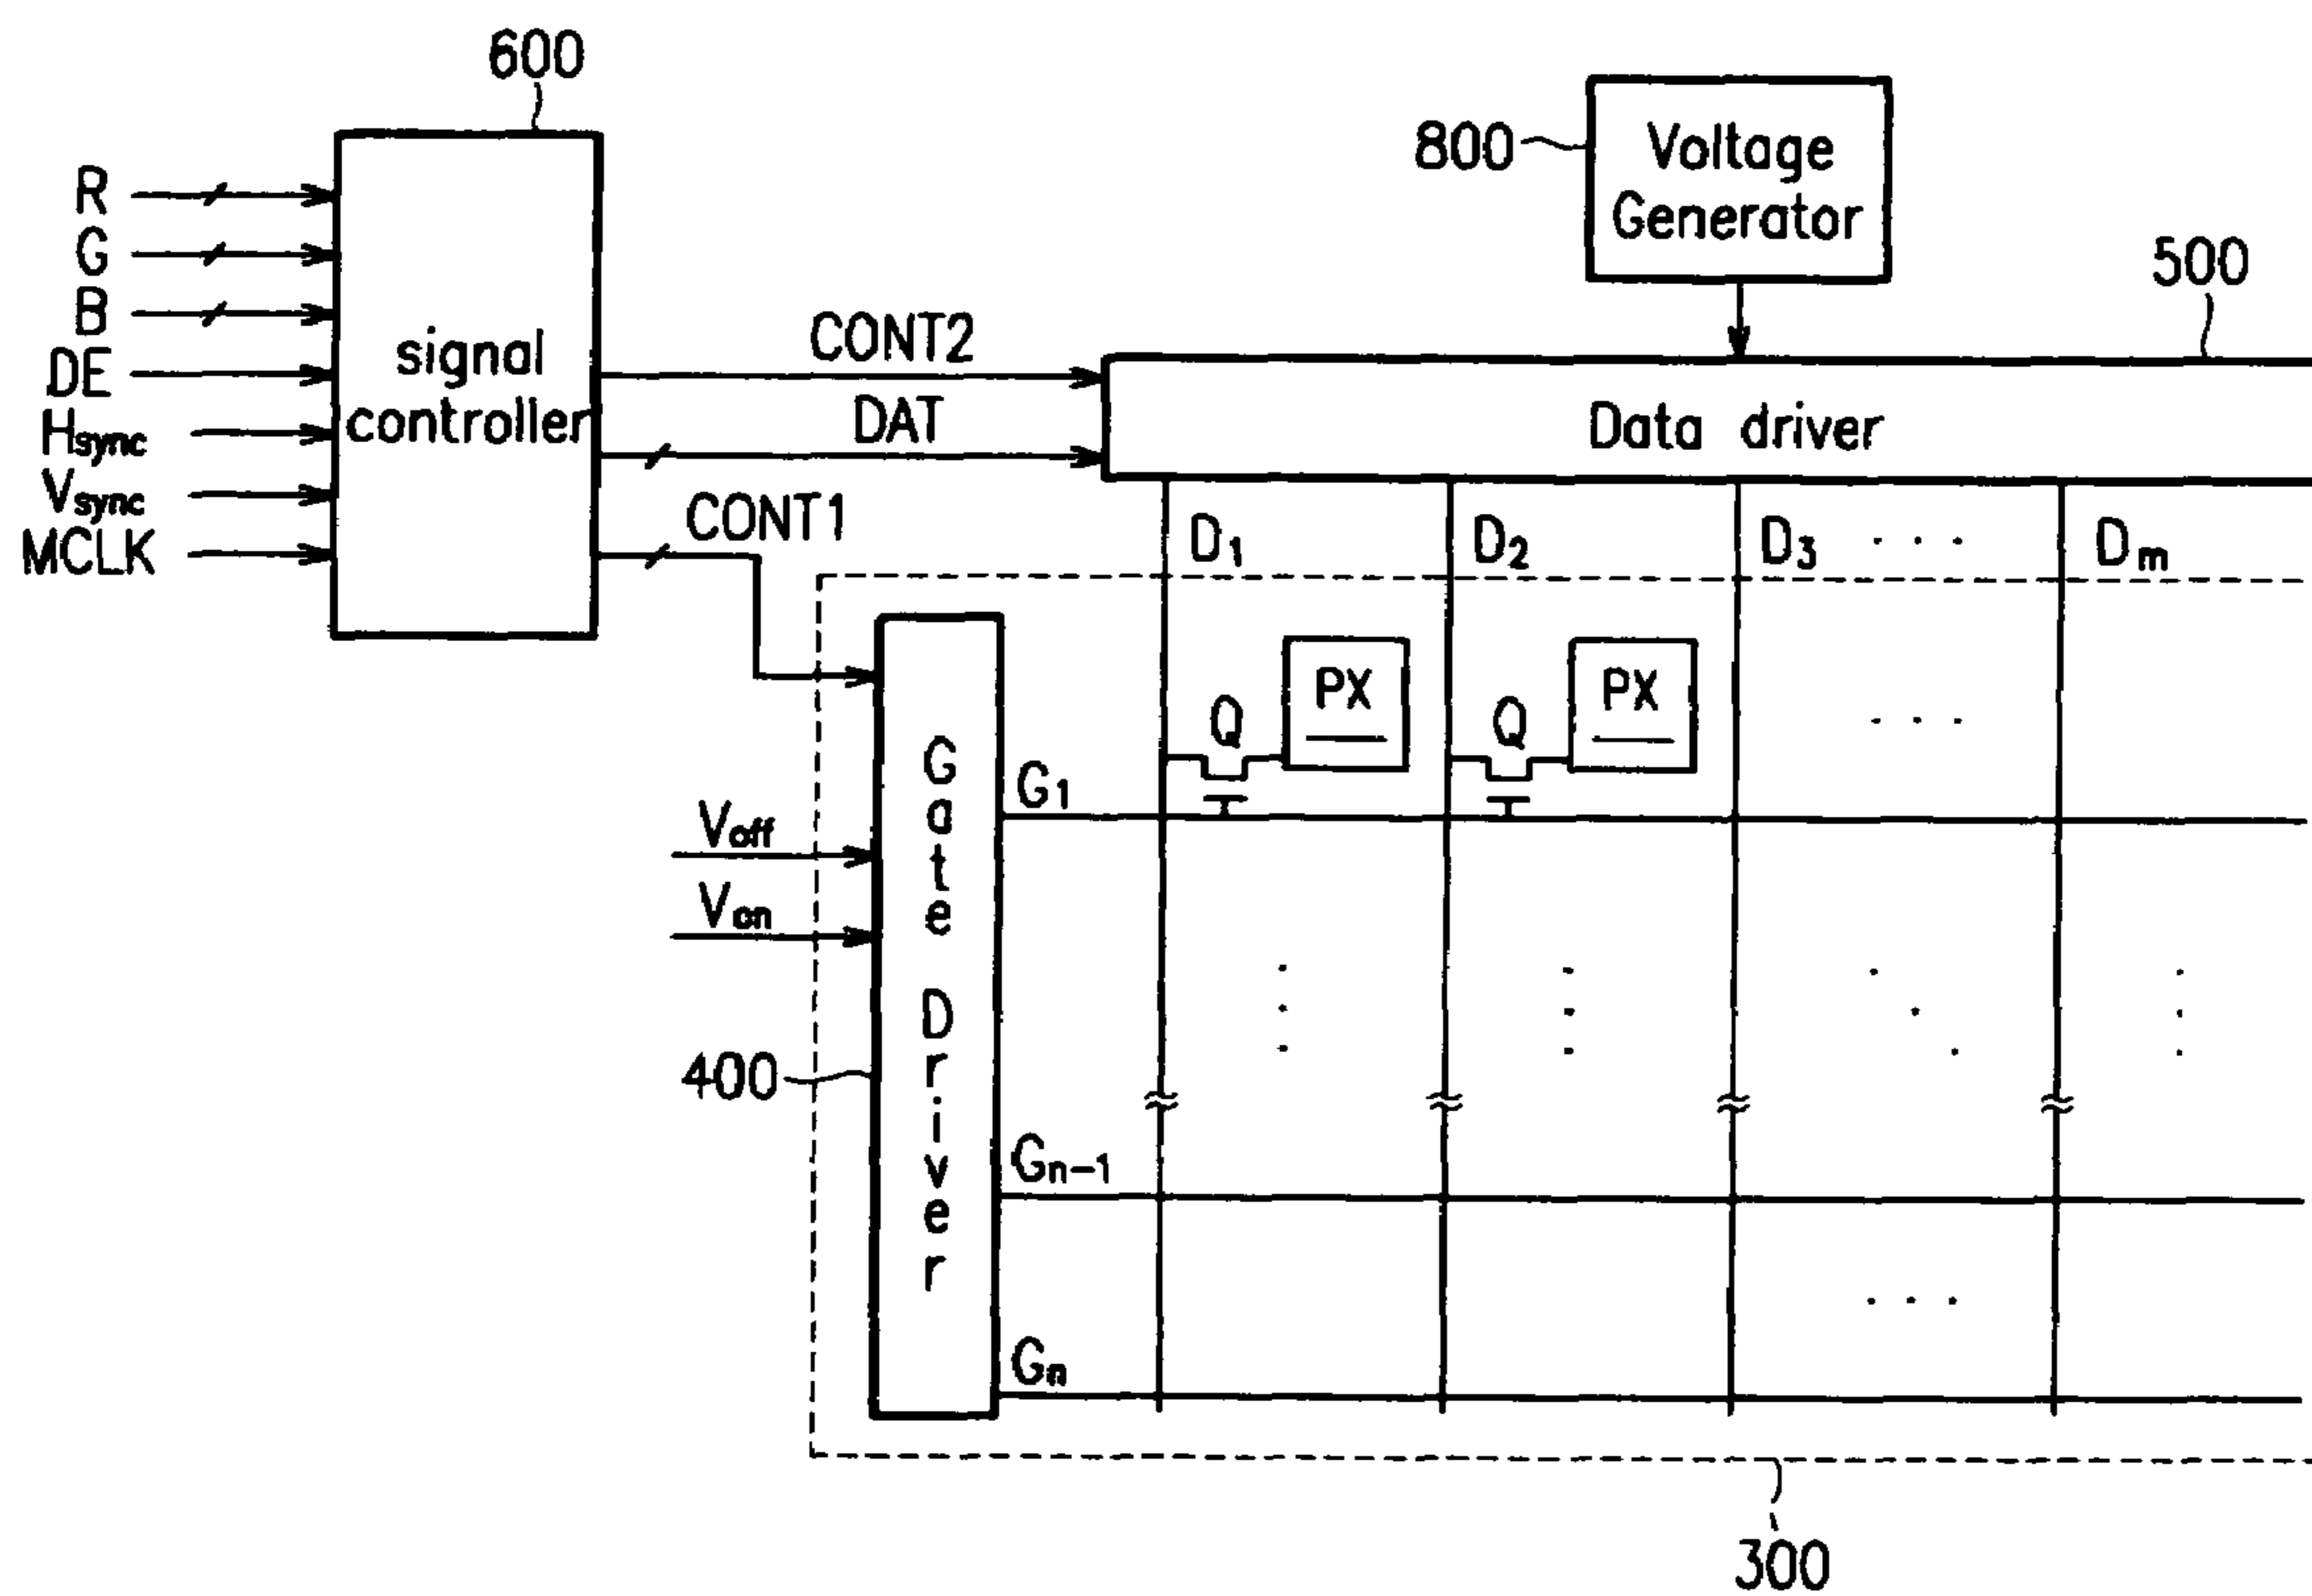 600
R
G
B
DE
Hsync
Vsync
MCLK
signal
controller
800
Voltage
Generator
500
CONT2
DAT
CONT1
Data driver
D1
D2
D3
. . .
Dm
PX
PX
Q
Q
. . .
G1
Voff
Von
Gate Driver
400
Gn-1
Gn
. . .
300